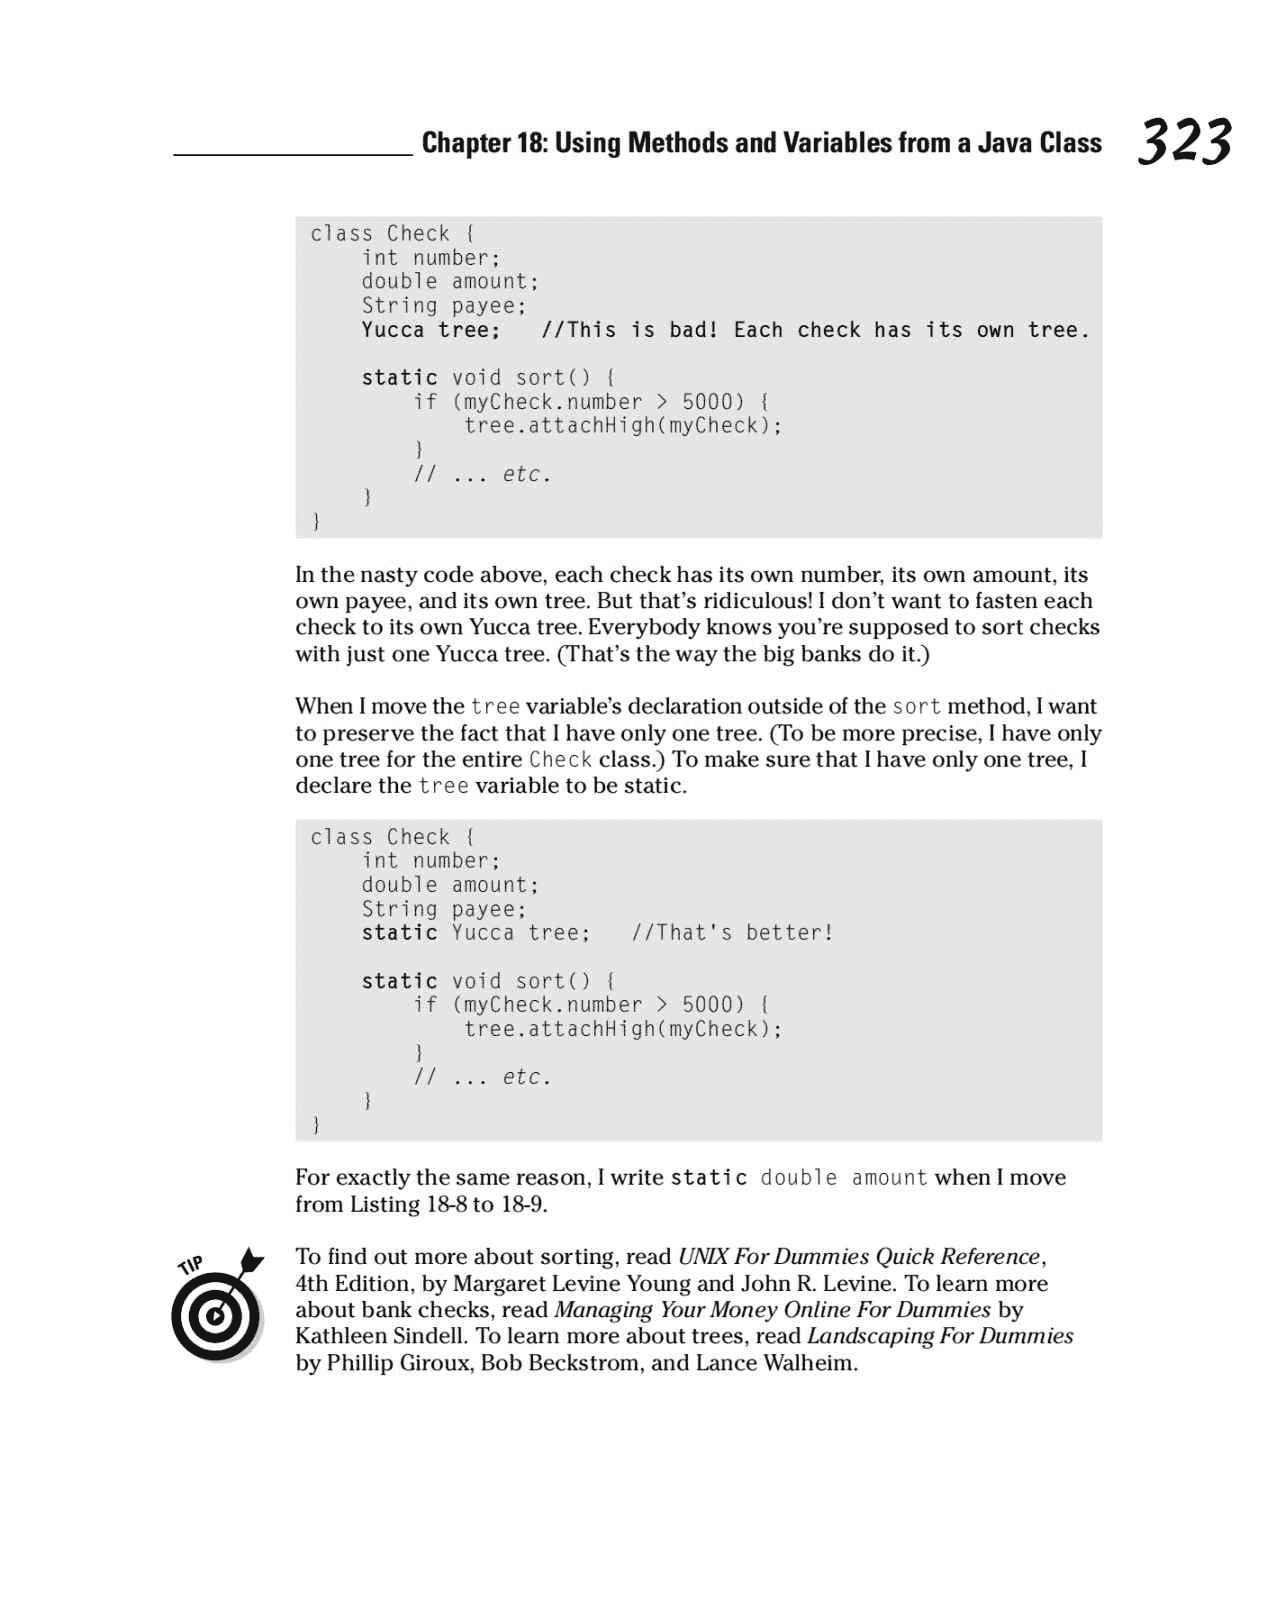 Chapter 18: Using Methods and Variables from a Java Class 323
class Check {
    int number;
    double amount;
    String payee;
    Yucca tree;   //This is bad! Each check has its own tree.

    static void sort() {
        if (myCheck.number > 5000) {
            tree.attachHigh(myCheck);
        }
        // ... etc.
    }
}
In the nasty code above, each check has its own number, its own amount, its
own payee, and its own tree. But that's ridiculous! I don't want to fasten each
check to its own Yucca tree. Everybody knows you're supposed to sort checks
with just one Yucca tree. (That's the way the big banks do it.)
When I move the tree variable's declaration outside of the sort method, I want
to preserve the fact that I have only one tree. (To be more precise, I have only
one tree for the entire Check class.) To make sure that I have only one tree, I
declare the tree variable to be static.
class Check {
    int number;
    double amount;
    String payee;
    static Yucca tree;   //That's better!

    static void sort() {
        if (myCheck.number > 5000) {
            tree.attachHigh(myCheck);
        }
        // ... etc.
    }
}
For exactly the same reason, I write static double amount when I move
from Listing 18-8 to 18-9.
TIP
To find out more about sorting, read UNIX For Dummies Quick Reference,
4th Edition, by Margaret Levine Young and John R. Levine. To learn more
about bank checks, read Managing Your Money Online For Dummies by
Kathleen Sindell. To learn more about trees, read Landscaping For Dummies
by Phillip Giroux, Bob Beckstrom, and Lance Walheim.